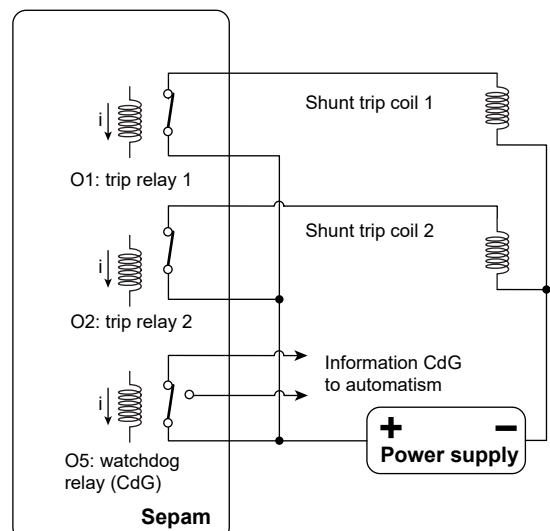 Shunt trip coil 1
i
O1: trip relay 1
Shunt trip coil 2
i
O2: trip relay 2
Information CdG
to automatism
i
+ −
Power supply
O5: watchdog
relay (CdG)
Sepam